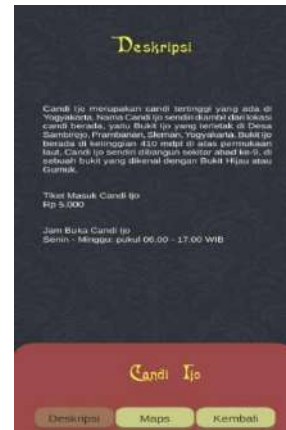 Deskripsi
Candi Ijo merupakan candi tertinggi yang ada di
Yogyakarta. Nama Candi Ijo sendiri diambil dari lokasi
candi berada, yaitu Bukit Ijo yang terletak di Desa
Sambirejo, Prambanan, Sleman, Yogyakarta. Bukit Ijo
berada di ketinggian 410 mdpl di atas permukaan
laut. Candi Ijo sendiri dibangun sekitar abad ke-9, di
sebuah bukit yang dikenal dengan Bukit Hijau atau
Gumuk.
Tiket Masuk Candi Ijo
Rp 5.000
Jam Buka Candi Ijo
Senin - Minggu: pukul 06.00 - 17.00 WIB
Candi Ijo
Deskripsi
Maps
Kembali